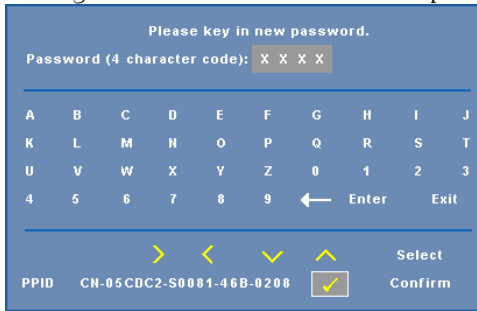 Please key in new password.
Password (4 character code): X X X X
A B C D E F G H I J
K L M N O P Q R S T
U V W X Y Z 0 1 2 3
4 5 6 7 8 9 ← Enter Exit
Select
PPID CN-05CDC2-S0081-46B-0208 ✓ Confirm